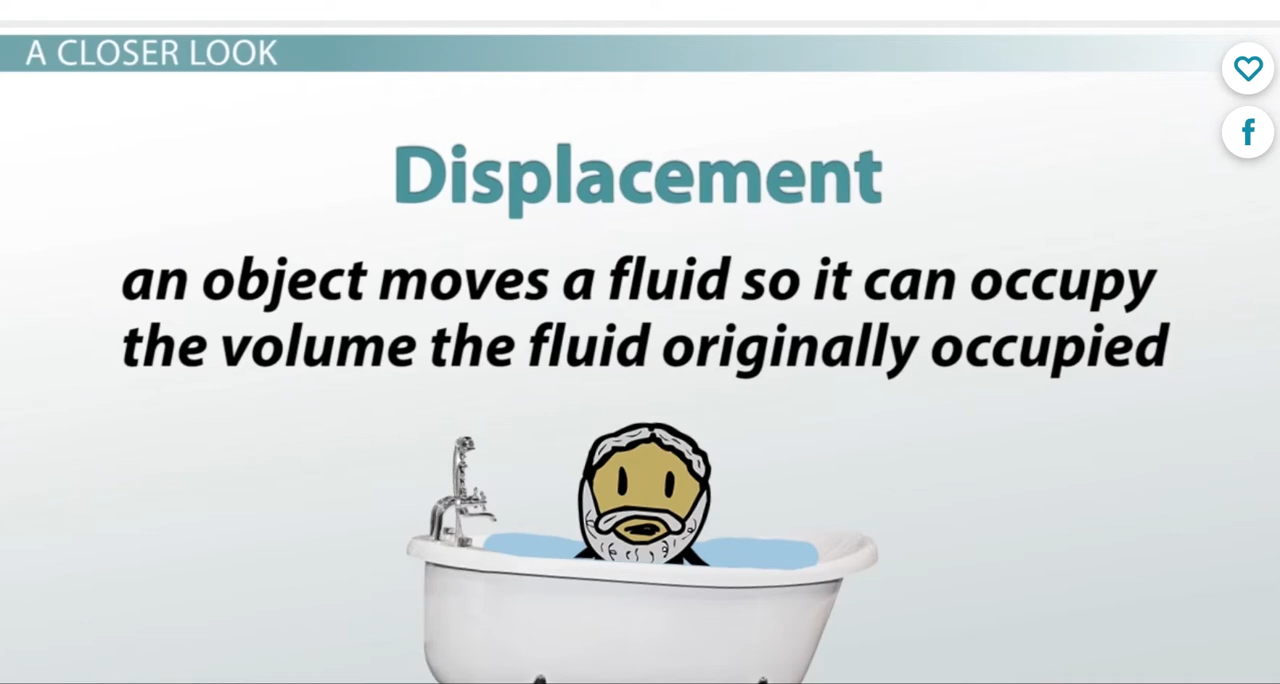 A CLOSER LOOK
Displacement
an object moves a fluid so it can occupy
the volume the fluid originally occupied
f